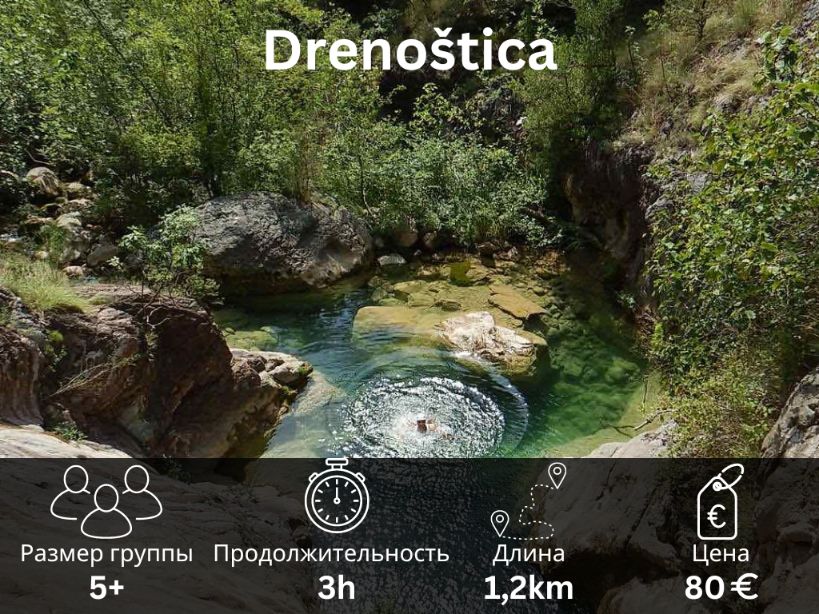 Drenoštica
€
Размер группы Продолжительность Длина Цена
5+ 3h 1,2km 80 €